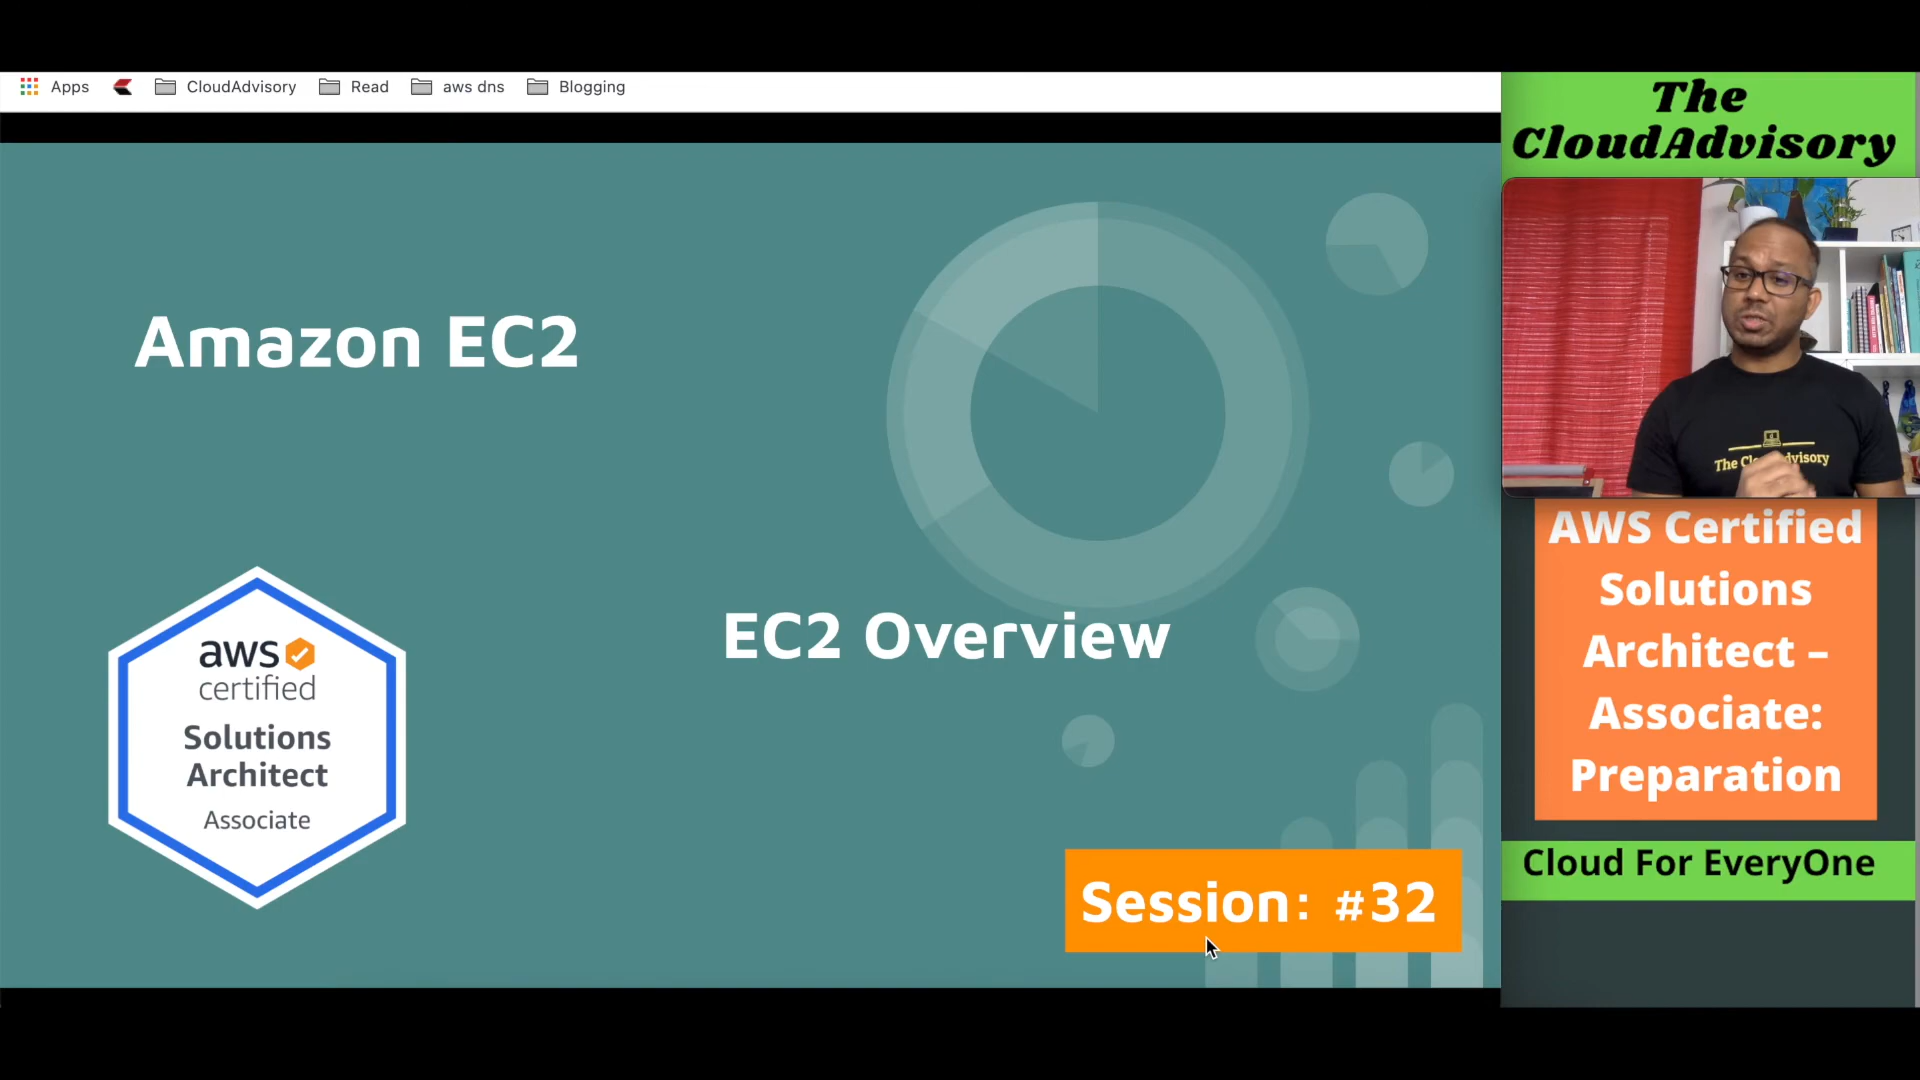 Apps
CloudAdvisory
Read
aws dns
Blogging
The
CloudAdvisory
Amazon EC2
EC2 Overview
aws
certified
Solutions
Architect
Associate
Session: #32
AWS Certified
Solutions
Architect –
Associate:
Preparation
Cloud For EveryOne